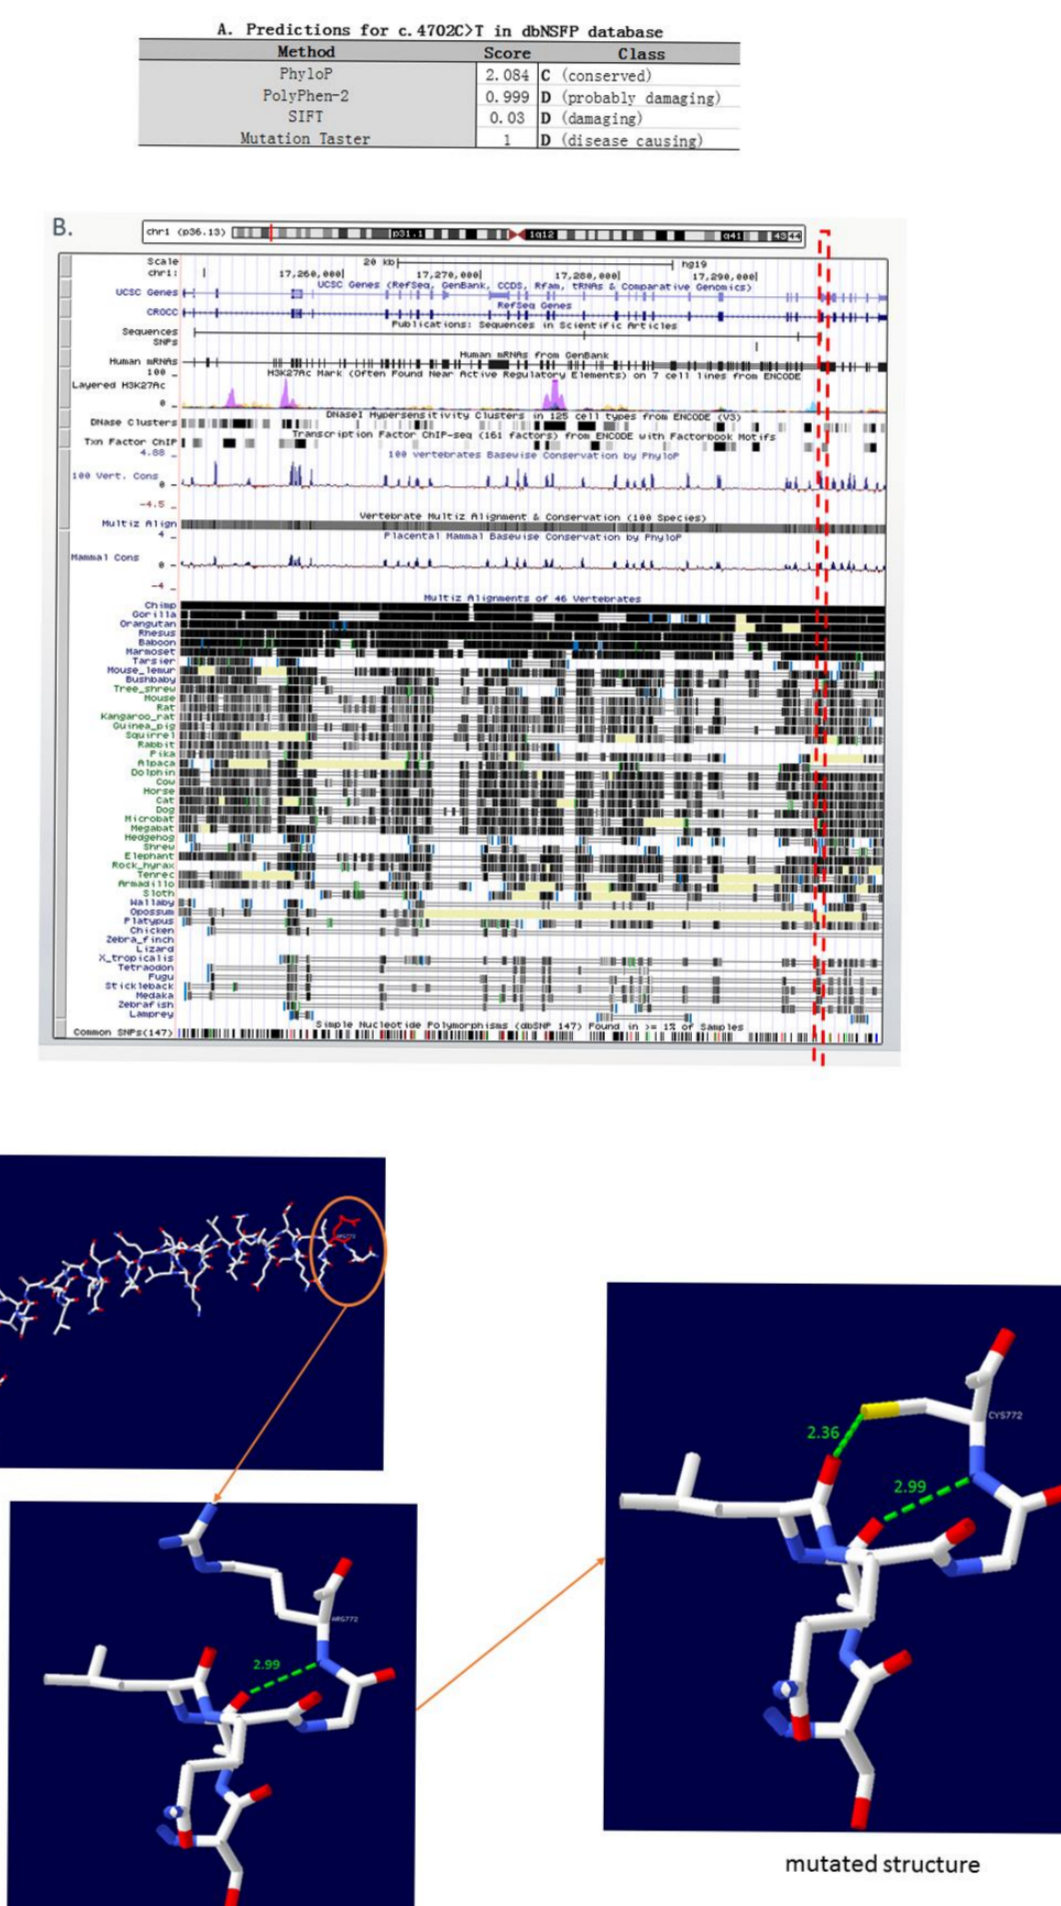 A. Predictions for c.4702C>T in dbNSFP database
Method Score Class
PhyloP 2.084 C (conserved)
PolyPhen-2 0.999 D (probably damaging)
SIFT 0.03 D (damaging)
Mutation Taster 1 D (disease causing)
B.
chr1 (p36.13) p31.1 1q12 q41 43 44
Scale 20 kb hg19
chr1: 17,260,000 17,270,000 17,280,000 17,290,000
UCSC Genes (RefSeq, GenBank, CCDS, Rfam, tRNAs & Comparative Genomics)
UCSC Genes
RefSeq Genes
CROCC
Publications: Sequences in Scientific Articles
Sequences
SNPs
Human mRNAs from GenBank
Human mRNAs
H3K27Ac Mark (Often Found Near Active Regulatory Elements) on 7 cell lines from ENCODE
100
Layered H3K27Ac
0
DNaseI Hypersensitivity Clusters in 125 cell types from ENCODE (V3)
DNase Clusters
Transcription Factor ChIP-seq (161 factors) from ENCODE with Factorbook Motifs
Txn Factor ChIP
4.88
100 vertebrates Basewise Conservation by PhyloP
100 Vert. Cons
0
-4.5
Vertebrate Multiz Alignment & Conservation (100 Species)
Multiz Align
4
Placental Mammal Basewise Conservation by PhyloP
Mammal Cons
0
-4
Multiz Alignments of 46 Vertebrates
Chimp
Gorilla
Orangutan
Rhesus
Baboon
Marmoset
Tarsier
Mouse_lemur
Bushbaby
Tree_shrew
Mouse
Rat
Kangaroo_rat
Guinea_pig
Squirrel
Rabbit
Pika
Alpaca
Dolphin
Cow
Horse
Cat
Dog
Microbat
Megabat
Hedgehog
Shrew
Elephant
Rock_hyrax
Tenrec
Armadillo
Sloth
Wallaby
Opossum
Platypus
Chicken
Zebra_finch
Lizard
X_tropicalis
Tetraodon
Fugu
Stickleback
Medaka
Zebrafish
Lamprey
Simple Nucleotide Polymorphisms (dbSNP 147) Found in >= 1% of Samples
Common SNPs(147)
CYS772
2.36
2.99
ARG772
2.99
mutated structure